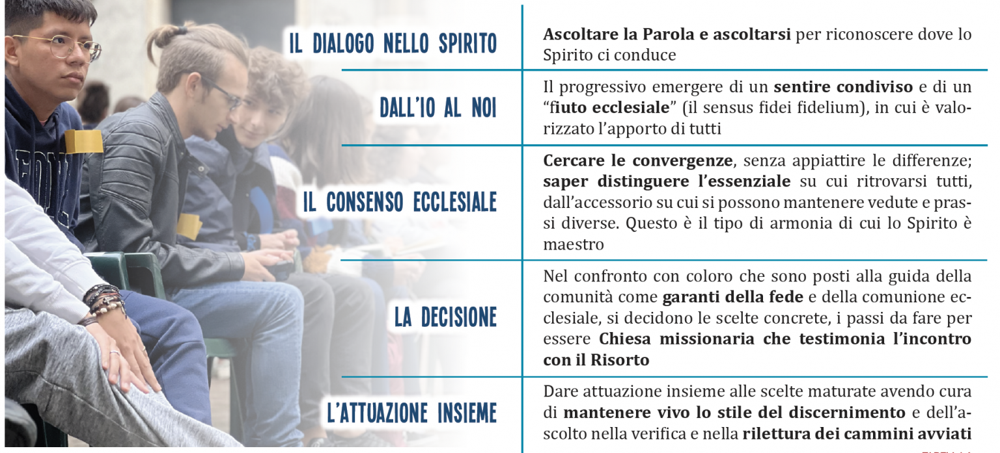 IL DIALOGO NELLO SPIRITO
Ascoltare la Parola e ascoltarsi per riconoscere dove lo
Spirito ci conduce
DALL'IO AL NOI
Il progressivo emergere di un sentire condiviso e di un
“fiuto ecclesiale” (il sensus fidei fidelium), in cui è valo-
rizzato l’apporto di tutti
IL CONSENSO ECCLESIALE
Cercare le convergenze, senza appiattire le differenze;
saper distinguere l’essenziale su cui ritrovarsi tutti,
dall’accessorio su cui si possono mantenere vedute e pras-
si diverse. Questo è il tipo di armonia di cui lo Spirito è
maestro
LA DECISIONE
Nel confronto con coloro che sono posti alla guida della
comunità come garanti della fede e della comunione ec-
clesiale, si decidono le scelte concrete, i passi da fare per
essere Chiesa missionaria che testimonia l’incontro
con il Risorto
L'ATTUAZIONE INSIEME
Dare attuazione insieme alle scelte maturate avendo cura
di mantenere vivo lo stile del discernimento e dell’a-
scolto nella verifica e nella rilettura dei cammini avviati